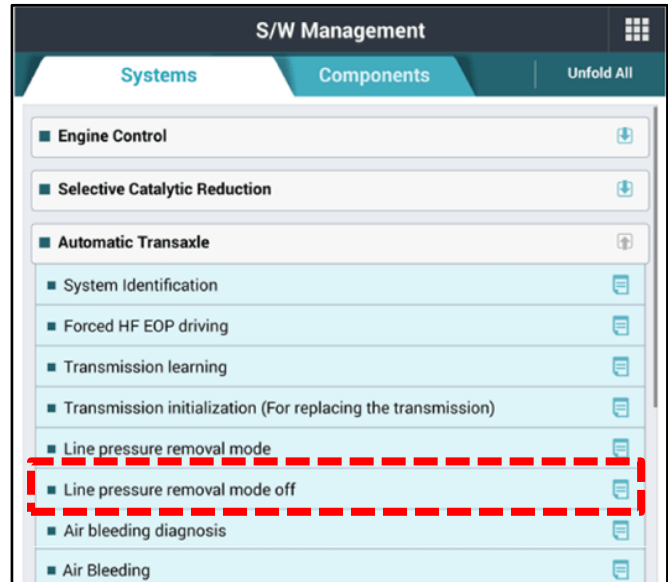 S/W Management
Systems
Components
Unfold All
Engine Control
Selective Catalytic Reduction
Automatic Transaxle
System Identification
Forced HF EOP driving
Transmission learning
Transmission initialization (For replacing the transmission)
Line pressure removal mode
Line pressure removal mode off
Air bleeding diagnosis
Air Bleeding